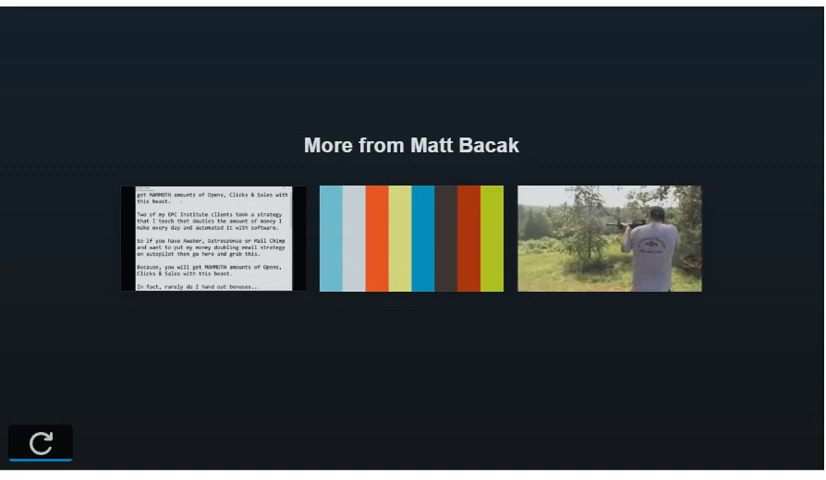 More from Matt Bacak
get MAMMOTH amounts of Opens, Clicks & Sales with
this Beast.
Two of my EPC Institute clients took a strategy
that I teach that doubles the amount of money I
make every day and automated it with software.
So if you have Aweber, Getresponse or Mail Chimp
and want to put my money doubling email strategy
on autopilot then go here and grab this.
Because, you will get MAMMOTH amounts of Opens,
Clicks & Sales with this beast.
In fact, rarely do I hand out bonuses...